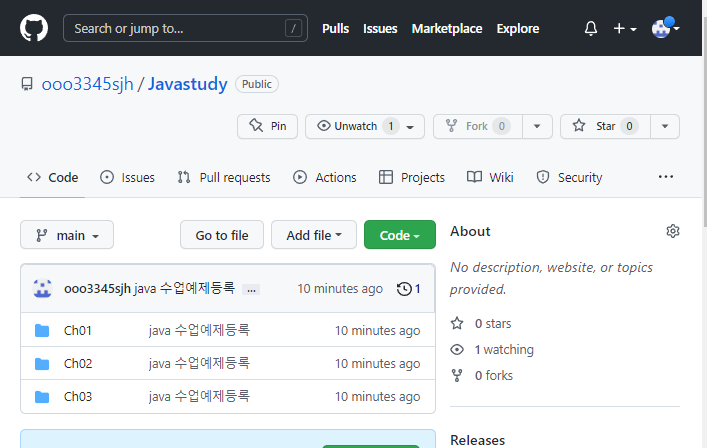 Search or jump to... /
Pulls Issues Marketplace Explore
ooo3345sjh / Javastudy Public
Pin Unwatch 1 Fork 0 Star 0
Code Issues Pull requests Actions Projects Wiki Security ...
main Go to file Add file Code
About
No description, website, or topics
provided.
ooo3345sjh java 수업예제등록 ... 10 minutes ago 1
Ch01 java 수업예제등록 10 minutes ago
Ch02 java 수업예제등록 10 minutes ago
Ch03 java 수업예제등록 10 minutes ago
0 stars
1 watching
0 forks
Releases